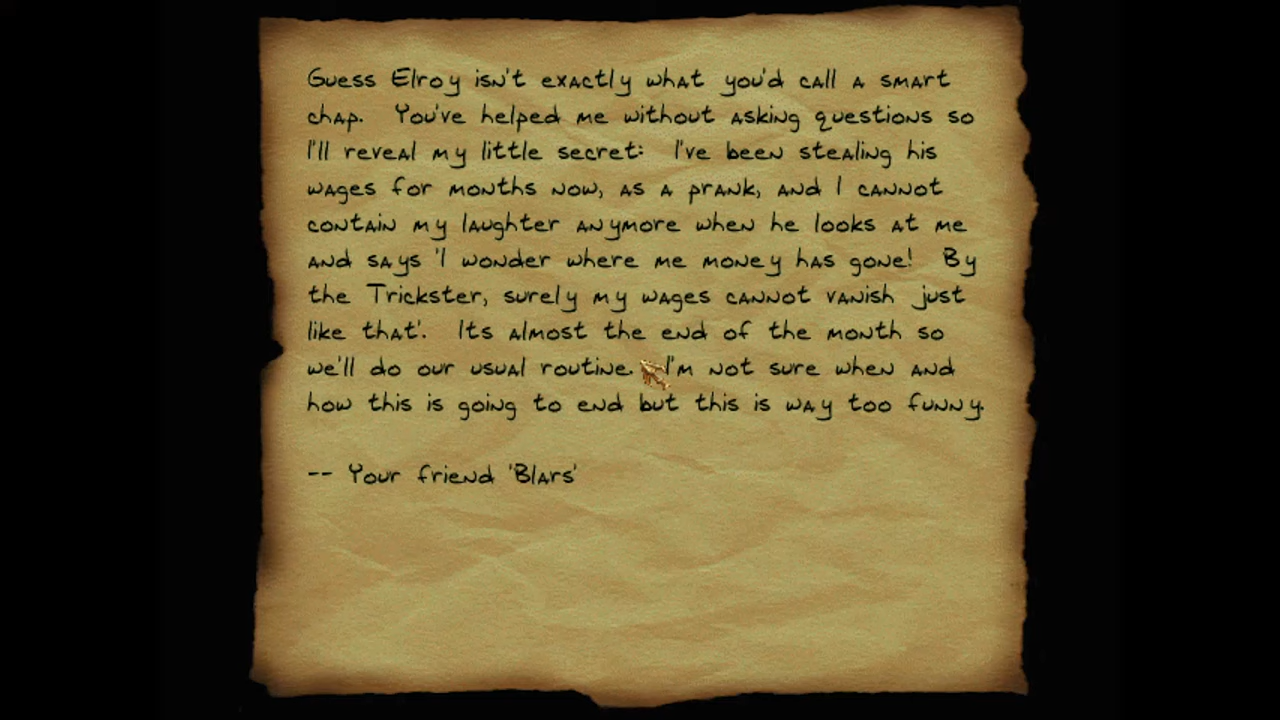 Guess Elroy isn't exactly what you'd call a smart
chap.  You've helped me without asking questions so
I'll reveal my little secret:  I've been stealing his
wages for months now, as a prank, and I cannot
contain my laughter anymore when he looks at me
and says 'I wonder where me money has gone!  By
the Trickster, surely my wages cannot vanish just
like that'.  Its almost the end of the month so
we'll do our usual routine.  I'm not sure when and
how this is going to end but this is way too funny.
-- Your friend 'Blars'